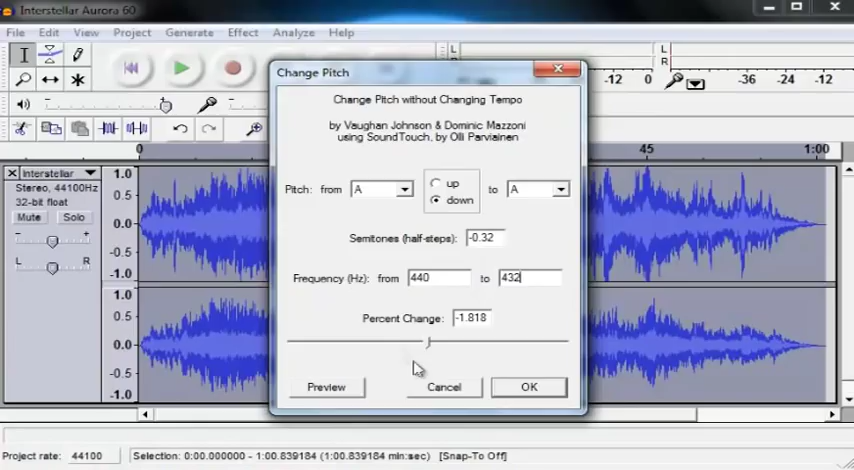 Interstellar Aurora 60
File Edit View Project Generate Effect Analyze Help
L
R
L
R
-12 0
-36 -24 -12
0 45 1:00
Interstellar
Stereo, 44100Hz
32-bit float
Mute Solo
- +
L R
1.0
0.5
0.0
-0.5
-1.0
1.0
0.5
0.0
-0.5
-1.0
Change Pitch
Change Pitch without Changing Tempo
by Vaughan Johnson & Dominic Mazzoni
using SoundTouch, by Olli Parviainen
Pitch: from A up down to A
Semitones (half-steps): -0.32
Frequency (Hz): from 440 to 432
Percent Change: -1.818
Preview Cancel OK
Project rate: 44100 Selection: 0:00.000000 - 1:00.839184 (1:00.839184 min:sec) [Snap-To Off]